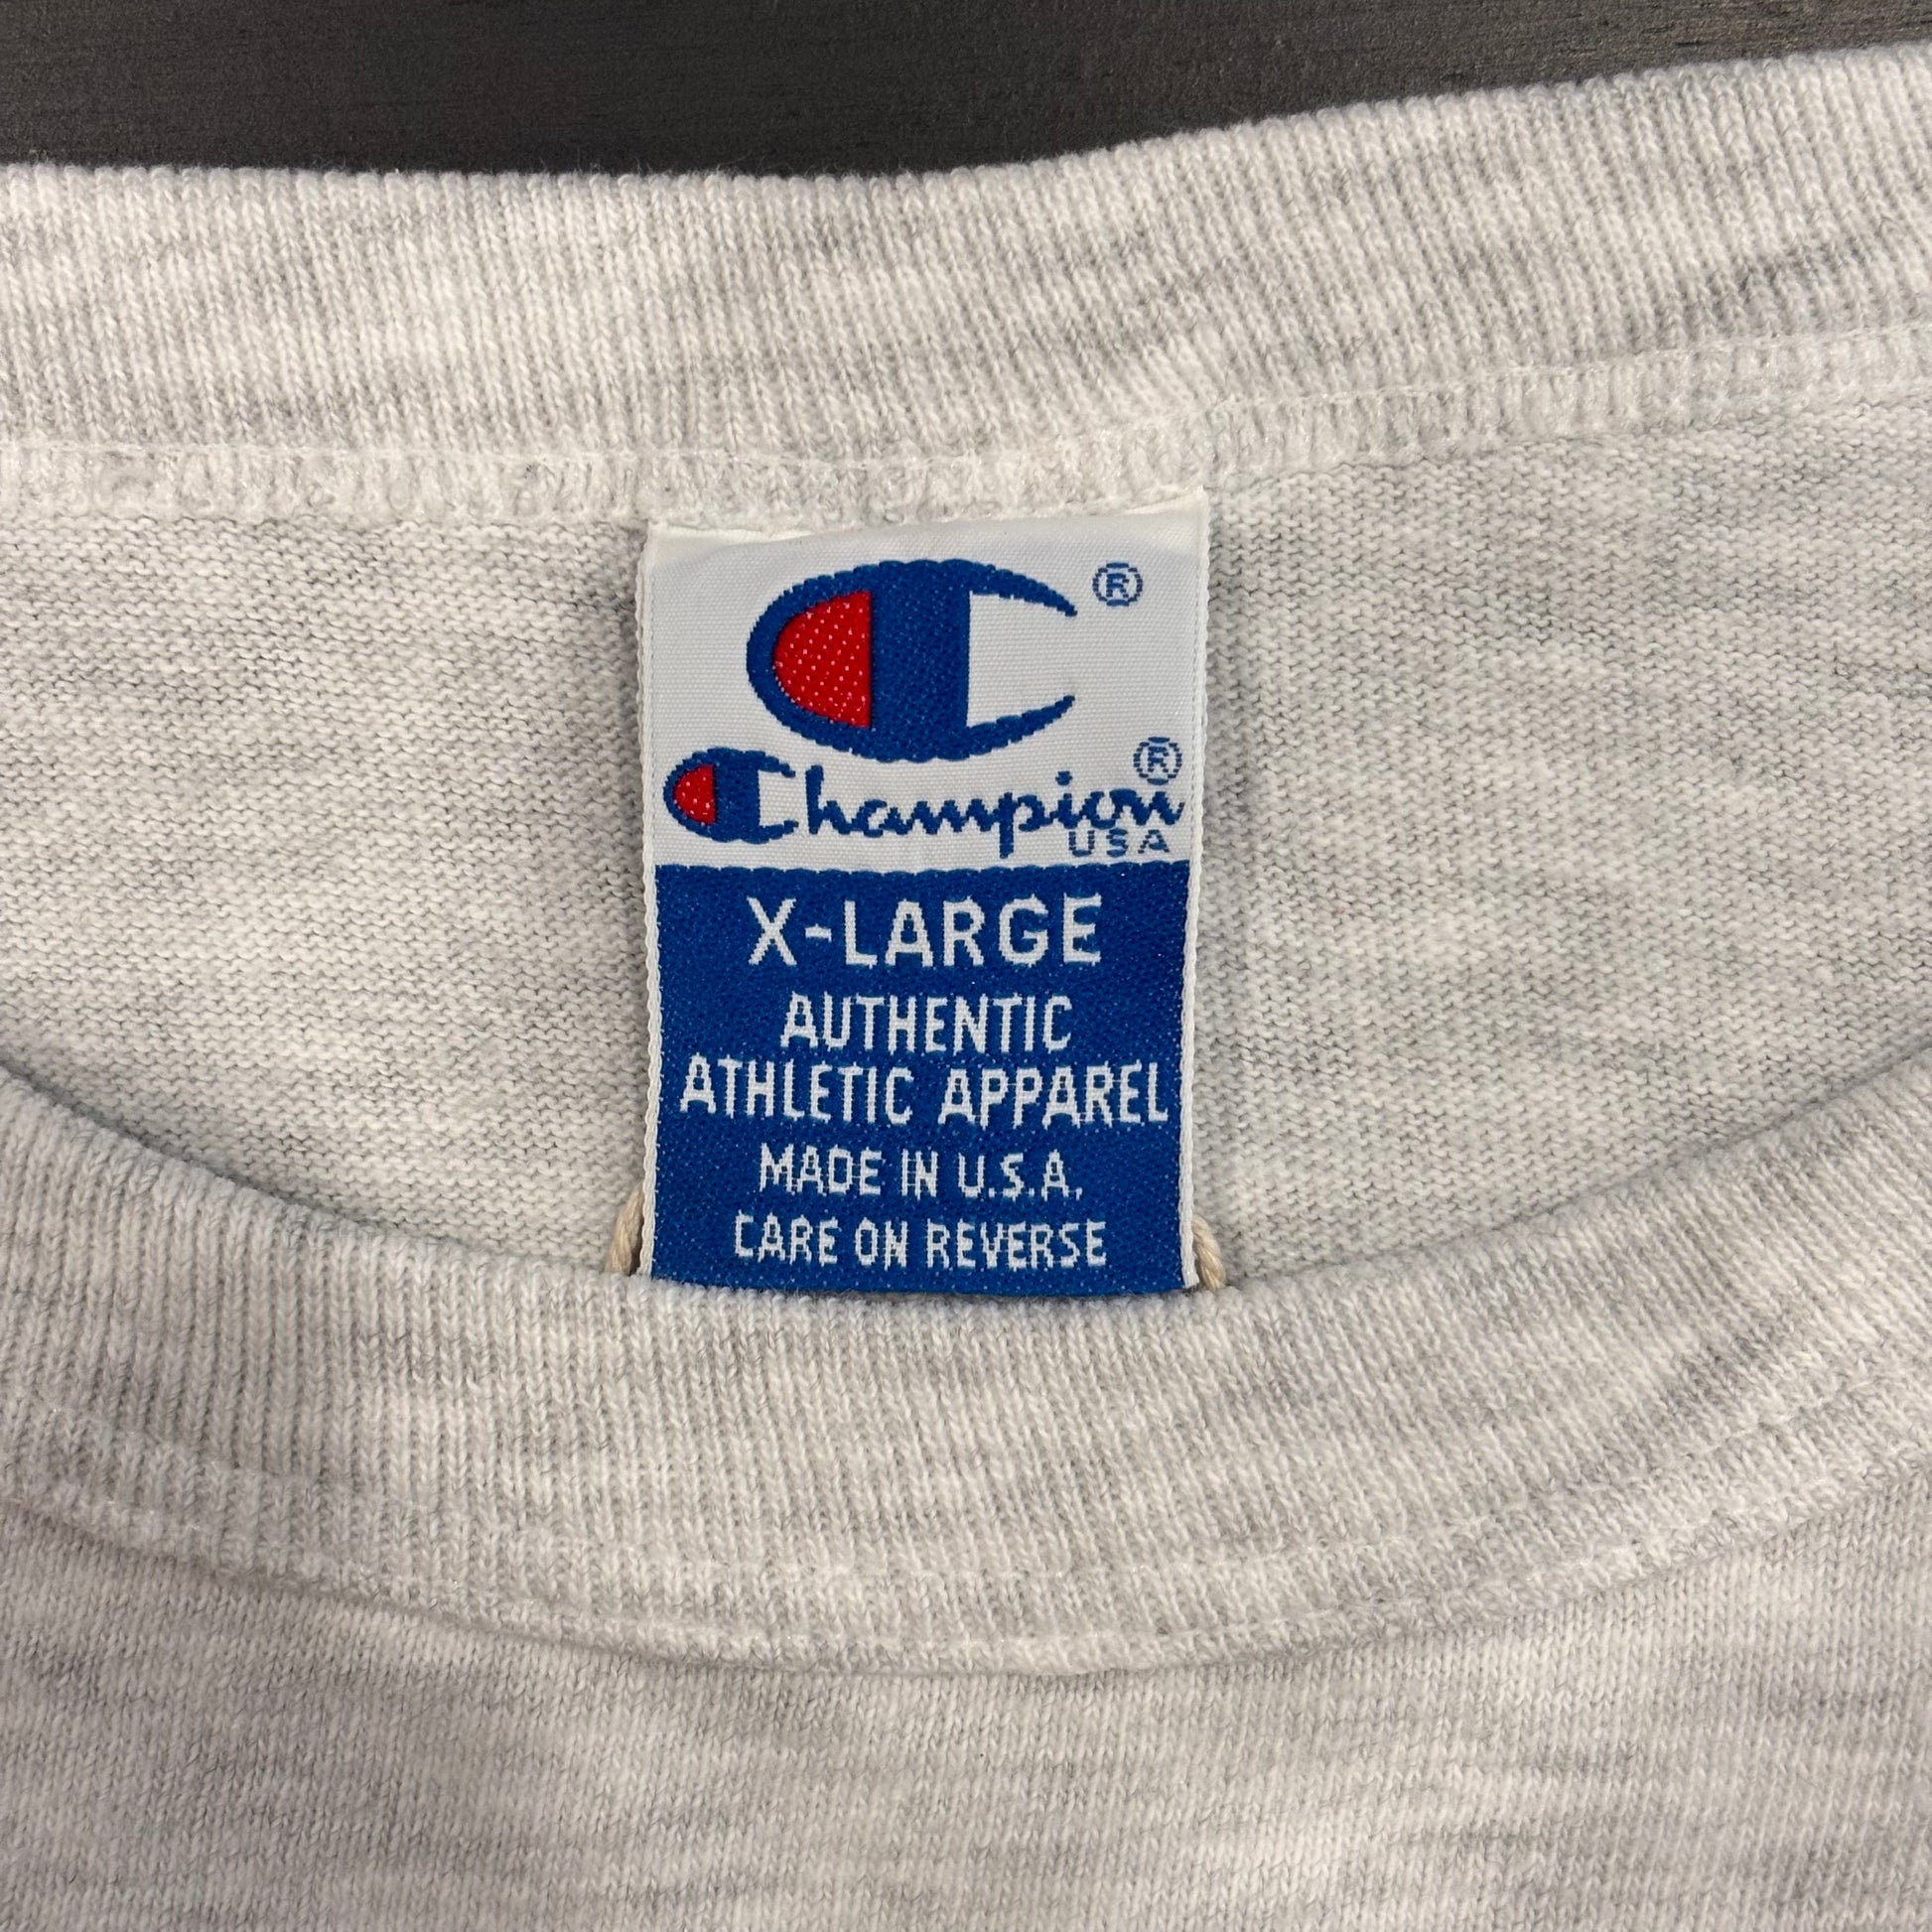 ®
Champion®
USA
X-LARGE
AUTHENTIC
ATHLETIC APPAREL
MADE IN U.S.A.
CARE ON REVERSE